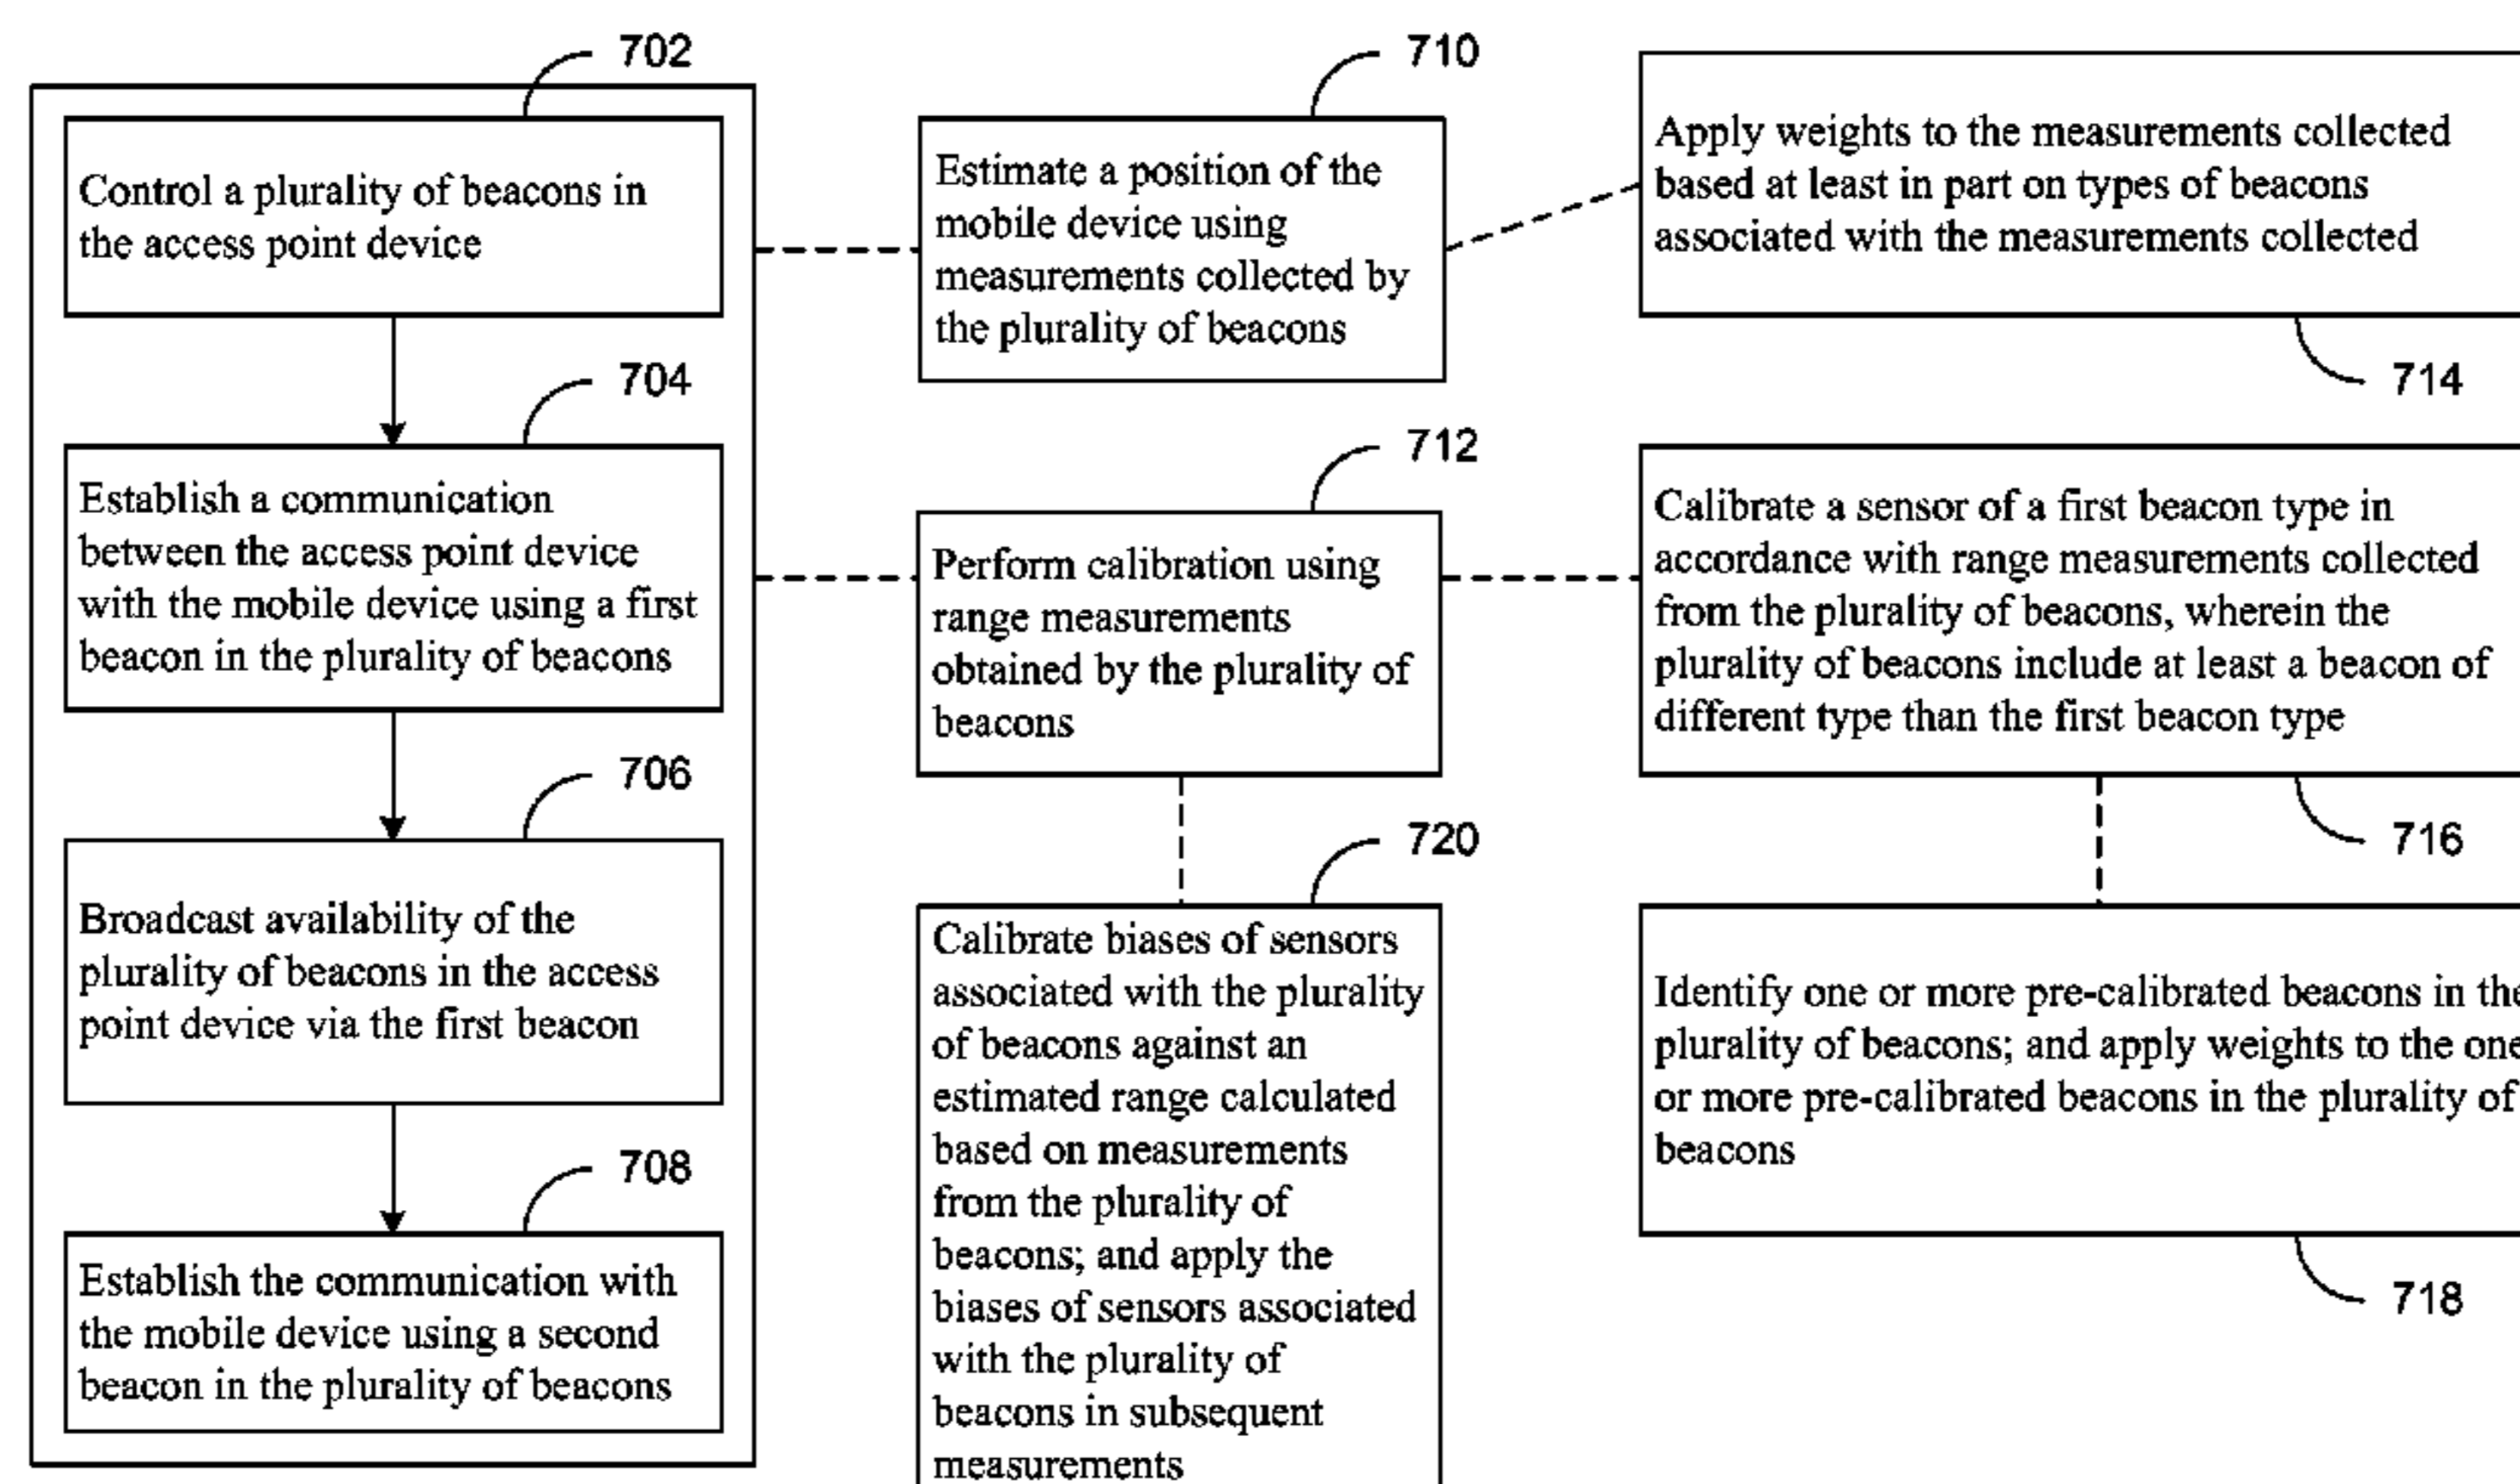 702
Control a plurality of beacons in
the access point device
704
Establish a communication
between the access point device
with the mobile device using a first
beacon in the plurality of beacons
706
Broadcast availability of the
plurality of beacons in the access
point device via the first beacon
708
Establish the communication with
the mobile device using a second
beacon in the plurality of beacons
710
Estimate a position of the
mobile device using
measurements collected by
the plurality of beacons
712
Perform calibration using
range measurements
obtained by the plurality of
beacons
720
Calibrate biases of sensors
associated with the plurality
of beacons against an
estimated range calculated
based on measurements
from the plurality of
beacons; and apply the
biases of sensors associated
with the plurality of
beacons in subsequent
measurements
Apply weights to the measurements collected
based at least in part on types of beacons
associated with the measurements collected
714
Calibrate a sensor of a first beacon type in
accordance with range measurements collected
from the plurality of beacons, wherein the
plurality of beacons include at least a beacon of
different type than the first beacon type
716
Identify one or more pre-calibrated beacons in the
plurality of beacons; and apply weights to the one
or more pre-calibrated beacons in the plurality of
beacons
718